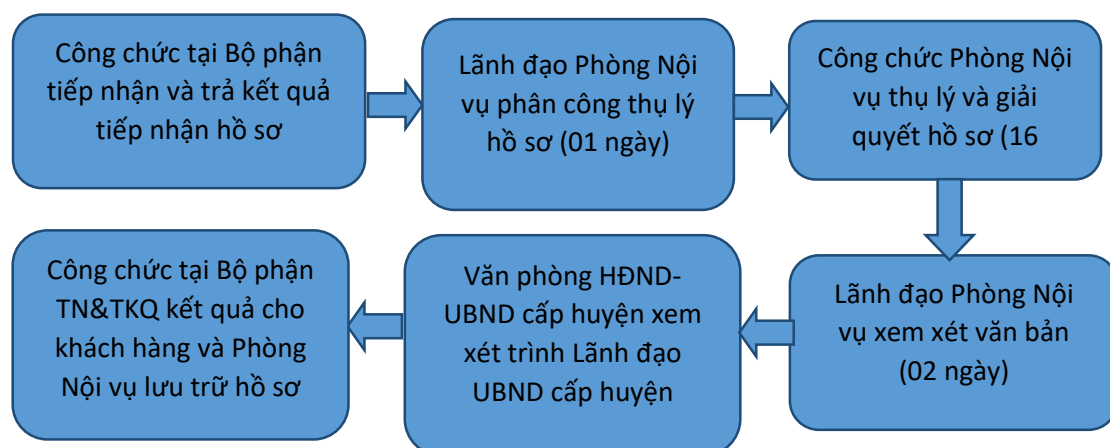 Công chức tại Bộ phận
tiếp nhận và trả kết quả
tiếp nhận hồ sơ
Lãnh đạo Phòng Nội
vụ phân công thụ lý
hồ sơ (01 ngày)
Công chức Phòng Nội
vụ thụ lý và giải
quyết hồ sơ (16
Lãnh đạo Phòng Nội
vụ xem xét văn bản
(02 ngày)
Văn phòng HĐND-
UBND cấp huyện xem
xét trình Lãnh đạo
UBND cấp huyện
Công chức tại Bộ phận
TN&TKQ kết quả cho
khách hàng và Phòng
Nội vụ lưu trữ hồ sơ